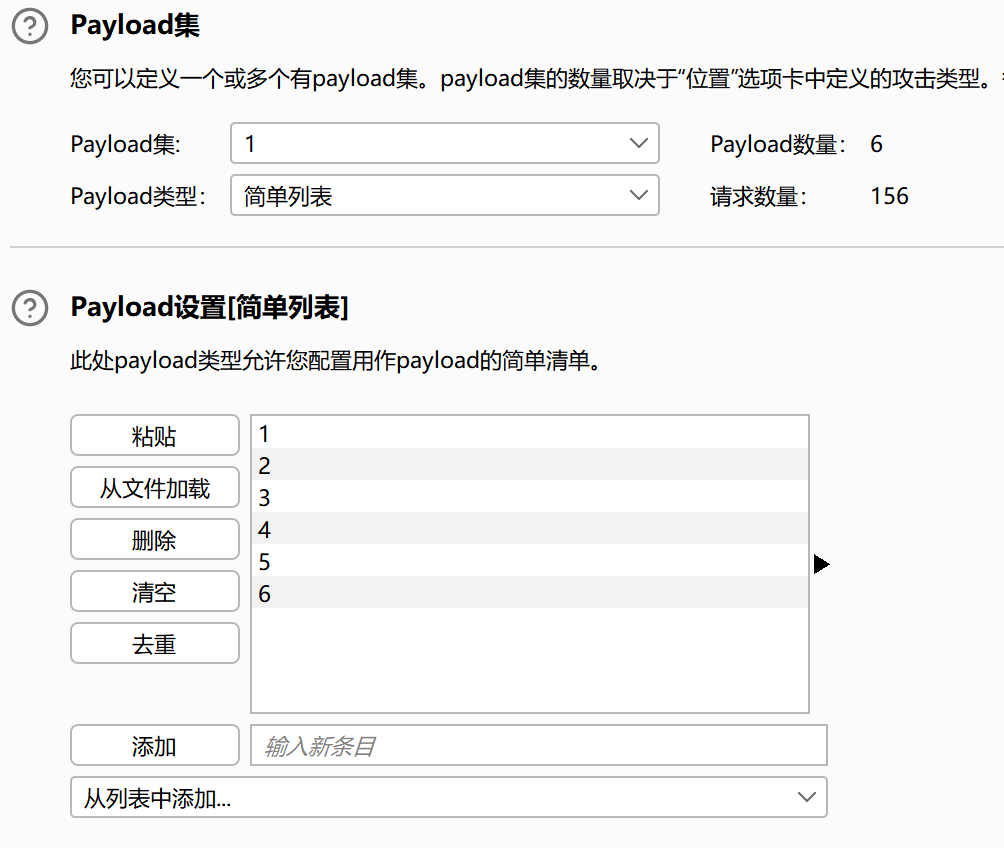 Payload集
您可以定义一个或多个有payload集。payload集的数量取决于“位置”选项卡中定义的攻击类型。
Payload集: 1 Payload数量： 6
Payload类型： 简单列表 请求数量： 156
Payload设置[简单列表]
此处payload类型允许您配置用作payload的简单清单。
粘贴
从文件加载
删除
清空
去重
1
2
3
4
5
6
添加 输入新条目
从列表中添加...